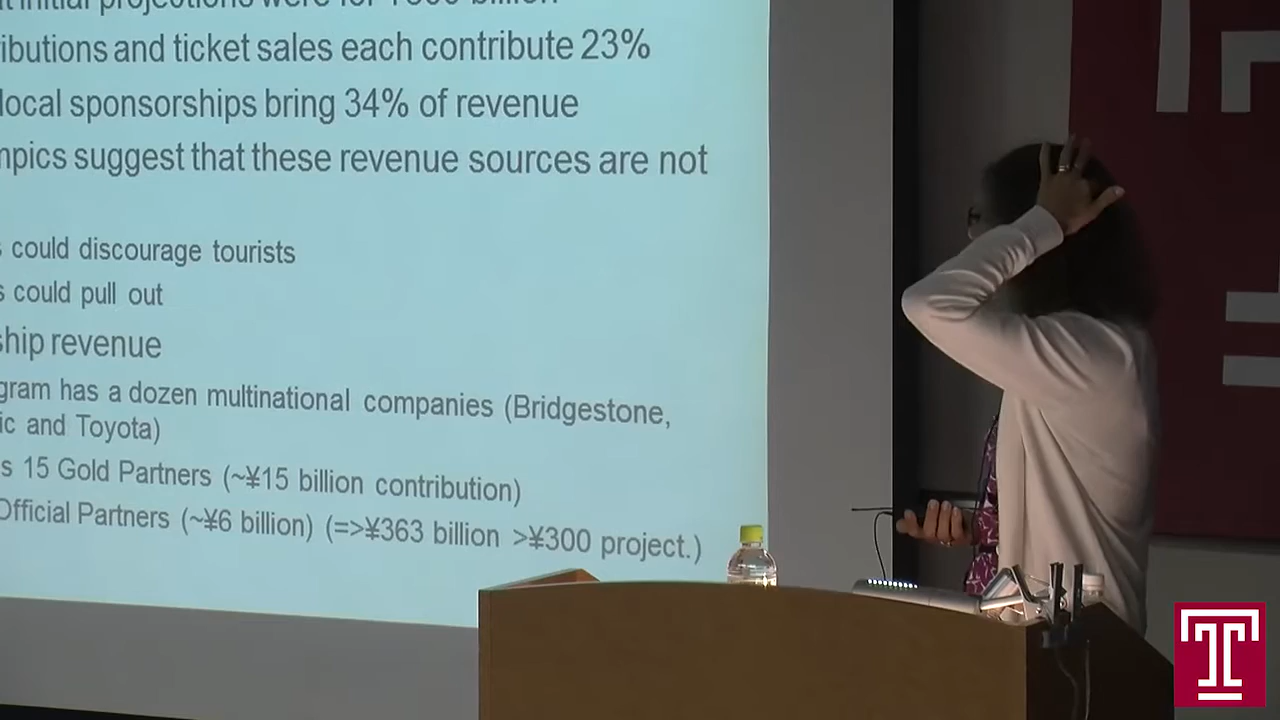 initial projections were for
ibutions and ticket sales each contribute 23%
local sponsorships bring 34% of revenue
mpics suggest that these revenue sources are not
s could discourage tourists
s could pull out
ship revenue
gram has a dozen multinational companies (Bridgestone,
ic and Toyota)
s 15 Gold Partners (~¥15 billion contribution)
Official Partners (~¥6 billion) (=>¥363 billion >¥300 project.)